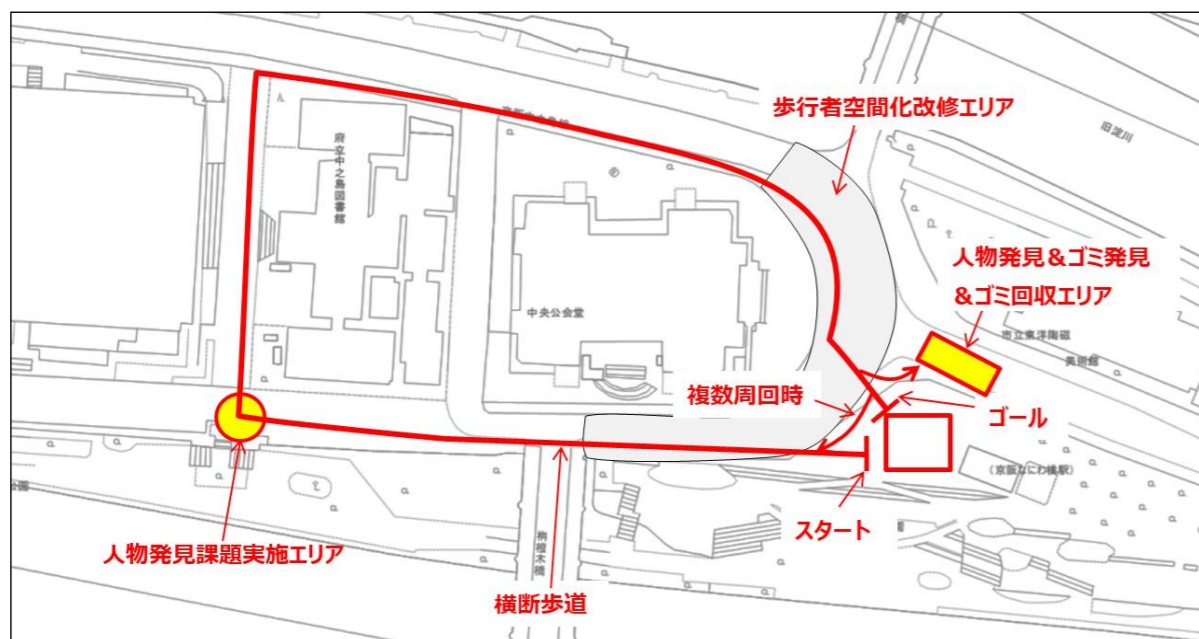 歩行者空間化改修エリア
旧淀川
府立中之島図書館
人物発見＆ゴミ発見
＆ゴミ回収エリア
中央公会堂
市立東洋陶磁
美術館
複数周回時
ゴール
（京阪なにわ橋駅）
スタート
人物発見課題実施エリア
栴檀木橋
横断歩道